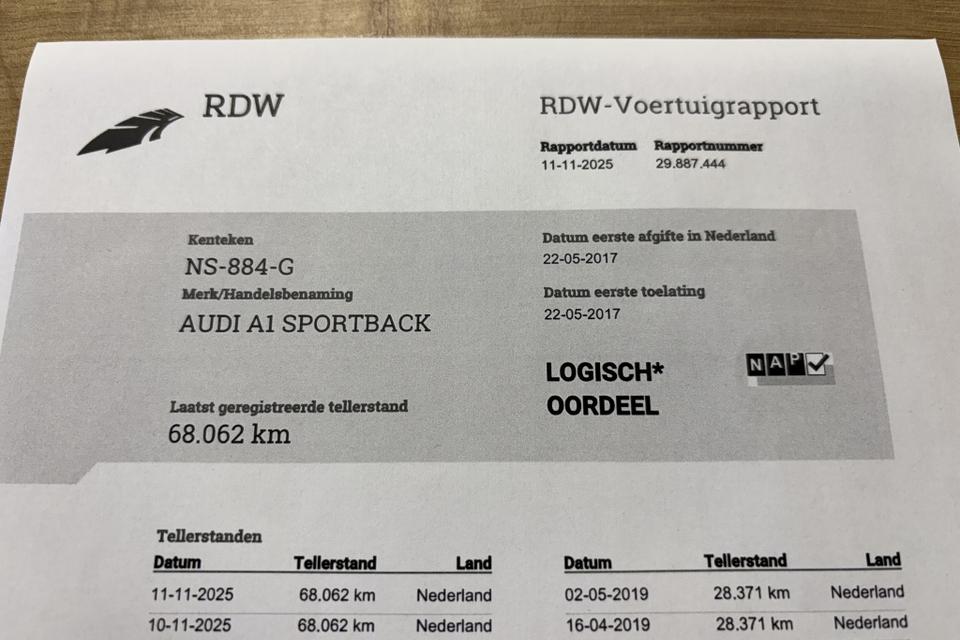 RDW
RDW-Voertuigrapport
Rapportdatum Rapportnummer
11-11-2025 29.887.444
Kenteken
NS-884-G
Merk/Handelsbenaming
AUDI A1 SPORTBACK
Laatst geregistreerde tellerstand
68.062 km
Datum eerste afgifte in Nederland
22-05-2017
Datum eerste toelating
22-05-2017
LOGISCH*
OORDEEL
NAP
Tellerstanden
Datum Tellerstand Land
11-11-2025 68.062 km Nederland
10-11-2025 68.062 km Nederland
Datum Tellerstand Land
02-05-2019 28.371 km Nederland
16-04-2019 28.371 km Nederland